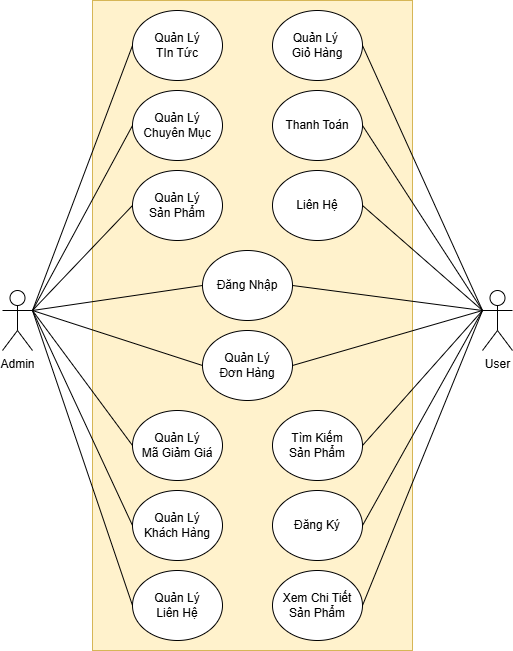 Quản Lý
TIn Tức
Quản Lý
Giỏ Hàng
Quản Lý
Chuyên Mục
Thanh Toán
Quản Lý
Sản Phẩm
Liên Hệ
Đăng Nhập
Admin
User
Quản Lý
Đơn Hàng
Quản Lý
Mã Giảm Giá
Tìm Kiếm
Sản Phẩm
Quản Lý
Khách Hàng
Đăng Ký
Quản Lý
Liên Hệ
Xem Chi Tiết
Sản Phẩm